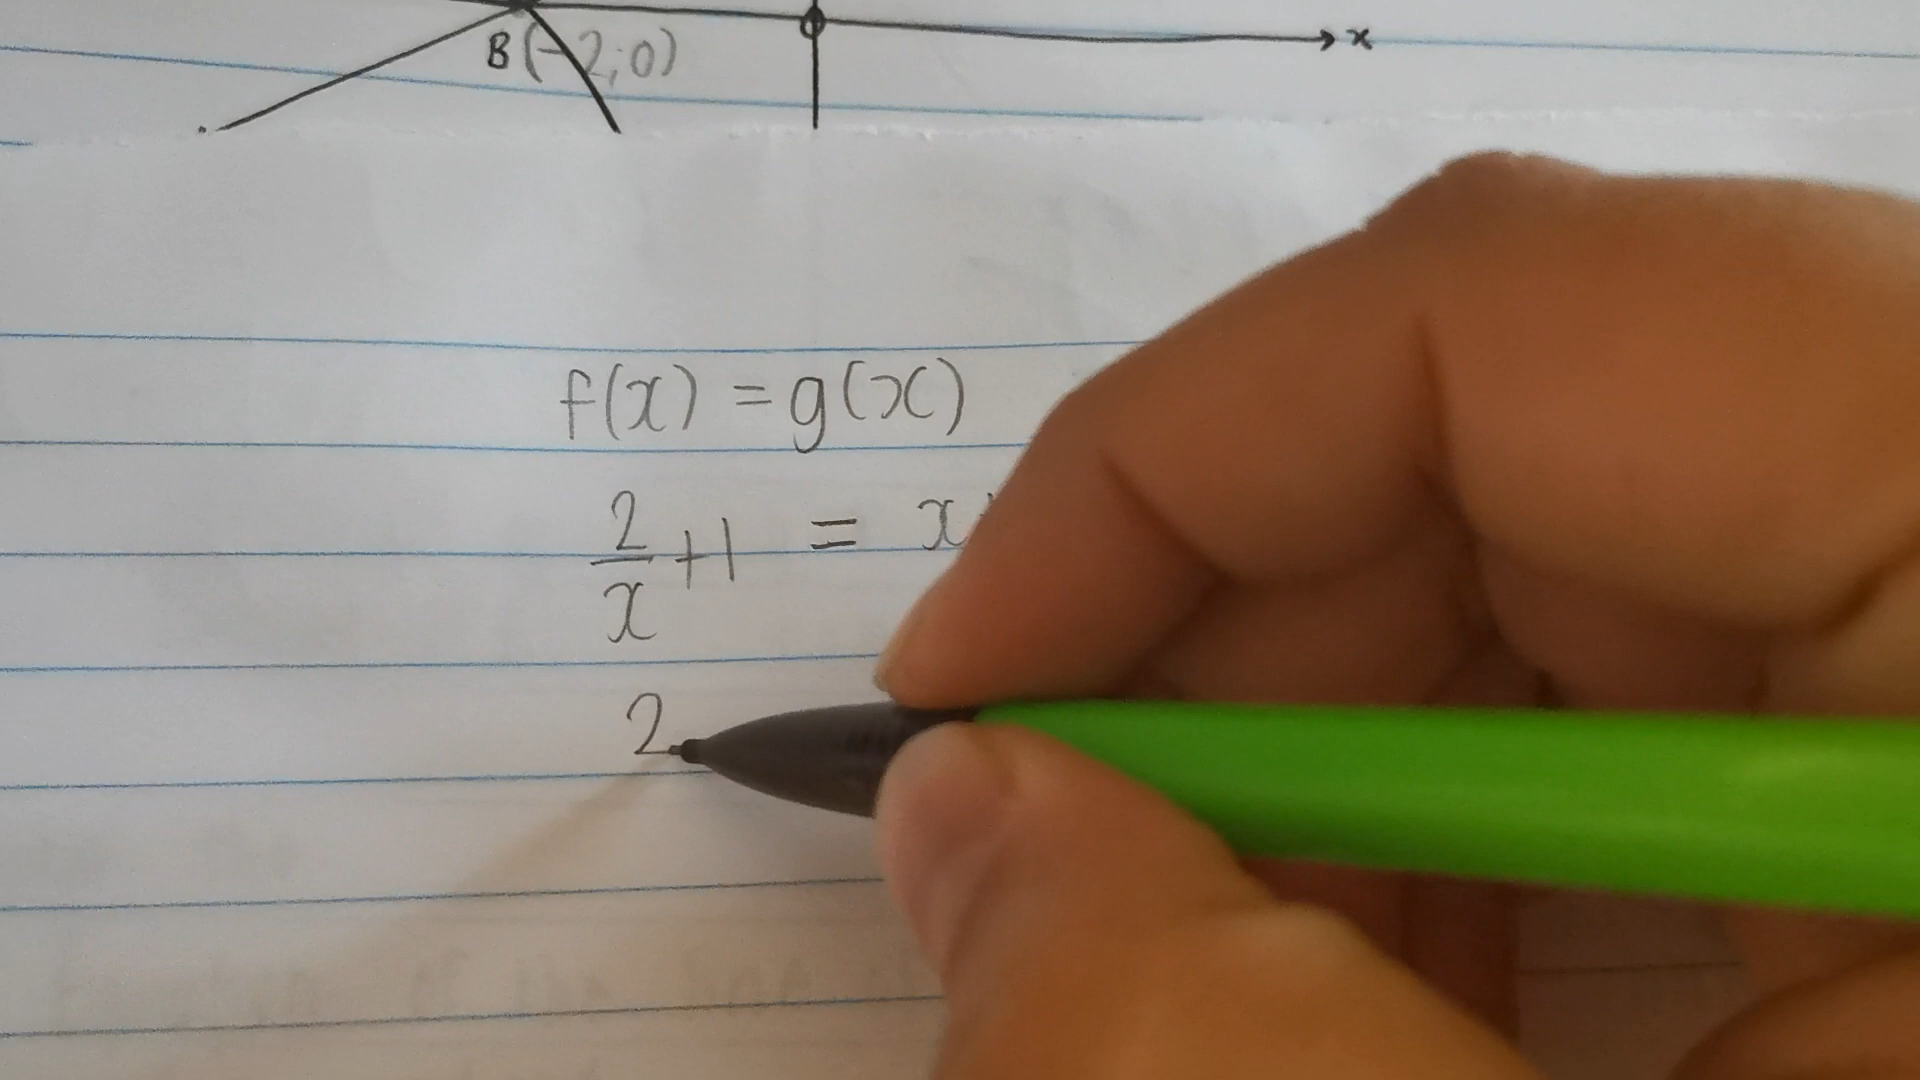 x
B(-2;0)
f(x) = g(x)
2/x + 1 = x
2